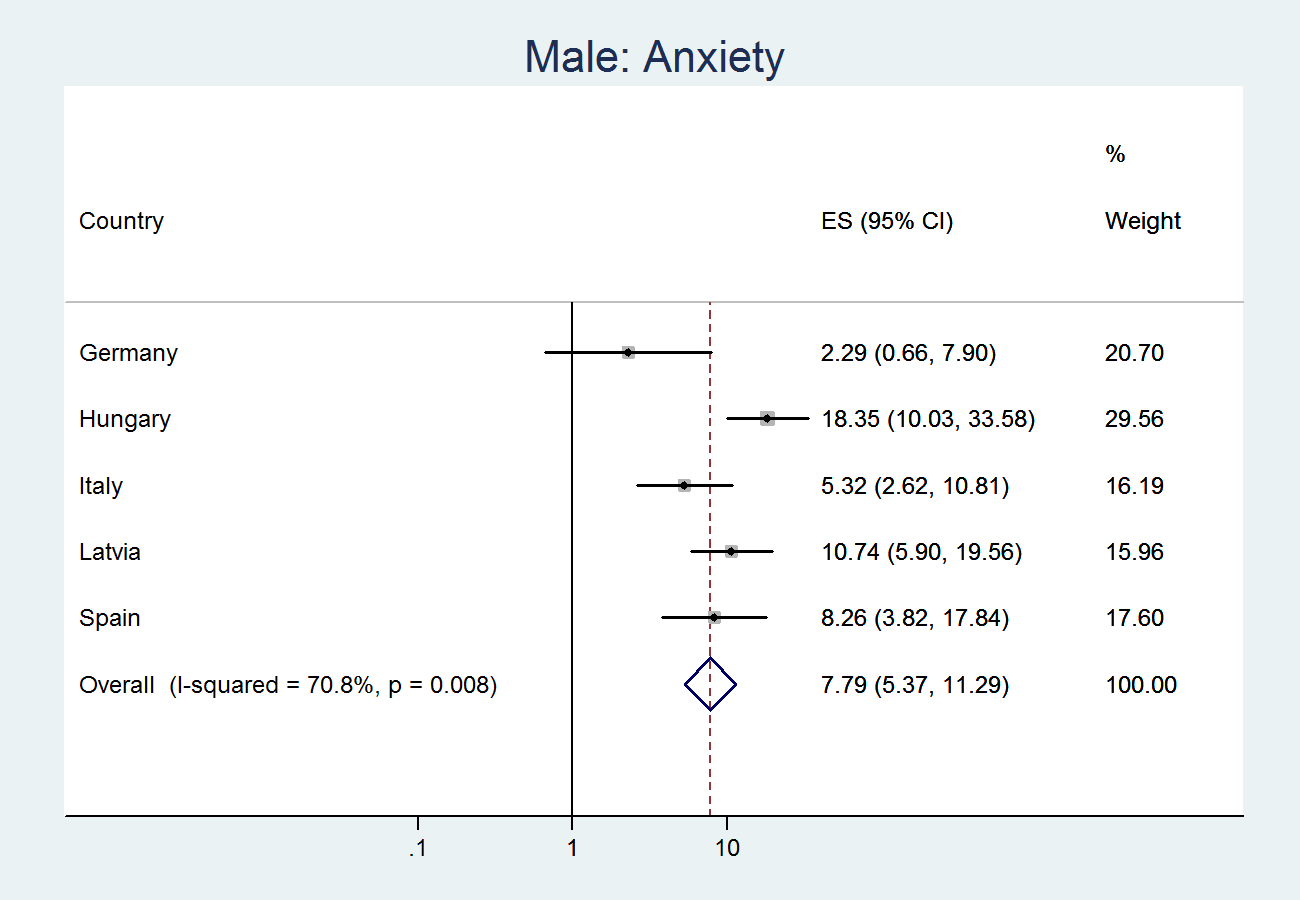 Male: Anxiety
%
Country ES (95% CI) Weight
Germany 2.29 (0.66, 7.90) 20.70
Hungary 18.35 (10.03, 33.58) 29.56
Italy 5.32 (2.62, 10.81) 16.19
Latvia 10.74 (5.90, 19.56) 15.96
Spain 8.26 (3.82, 17.84) 17.60
Overall (I-squared = 70.8%, p = 0.008) 7.79 (5.37, 11.29) 100.00
.1 1 10